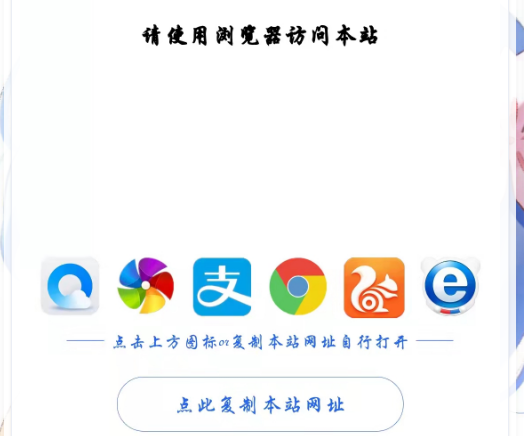 请使用浏览器访问本站
支
e
点击上方图标or复制本站网址自行打开
点此复制本站网址